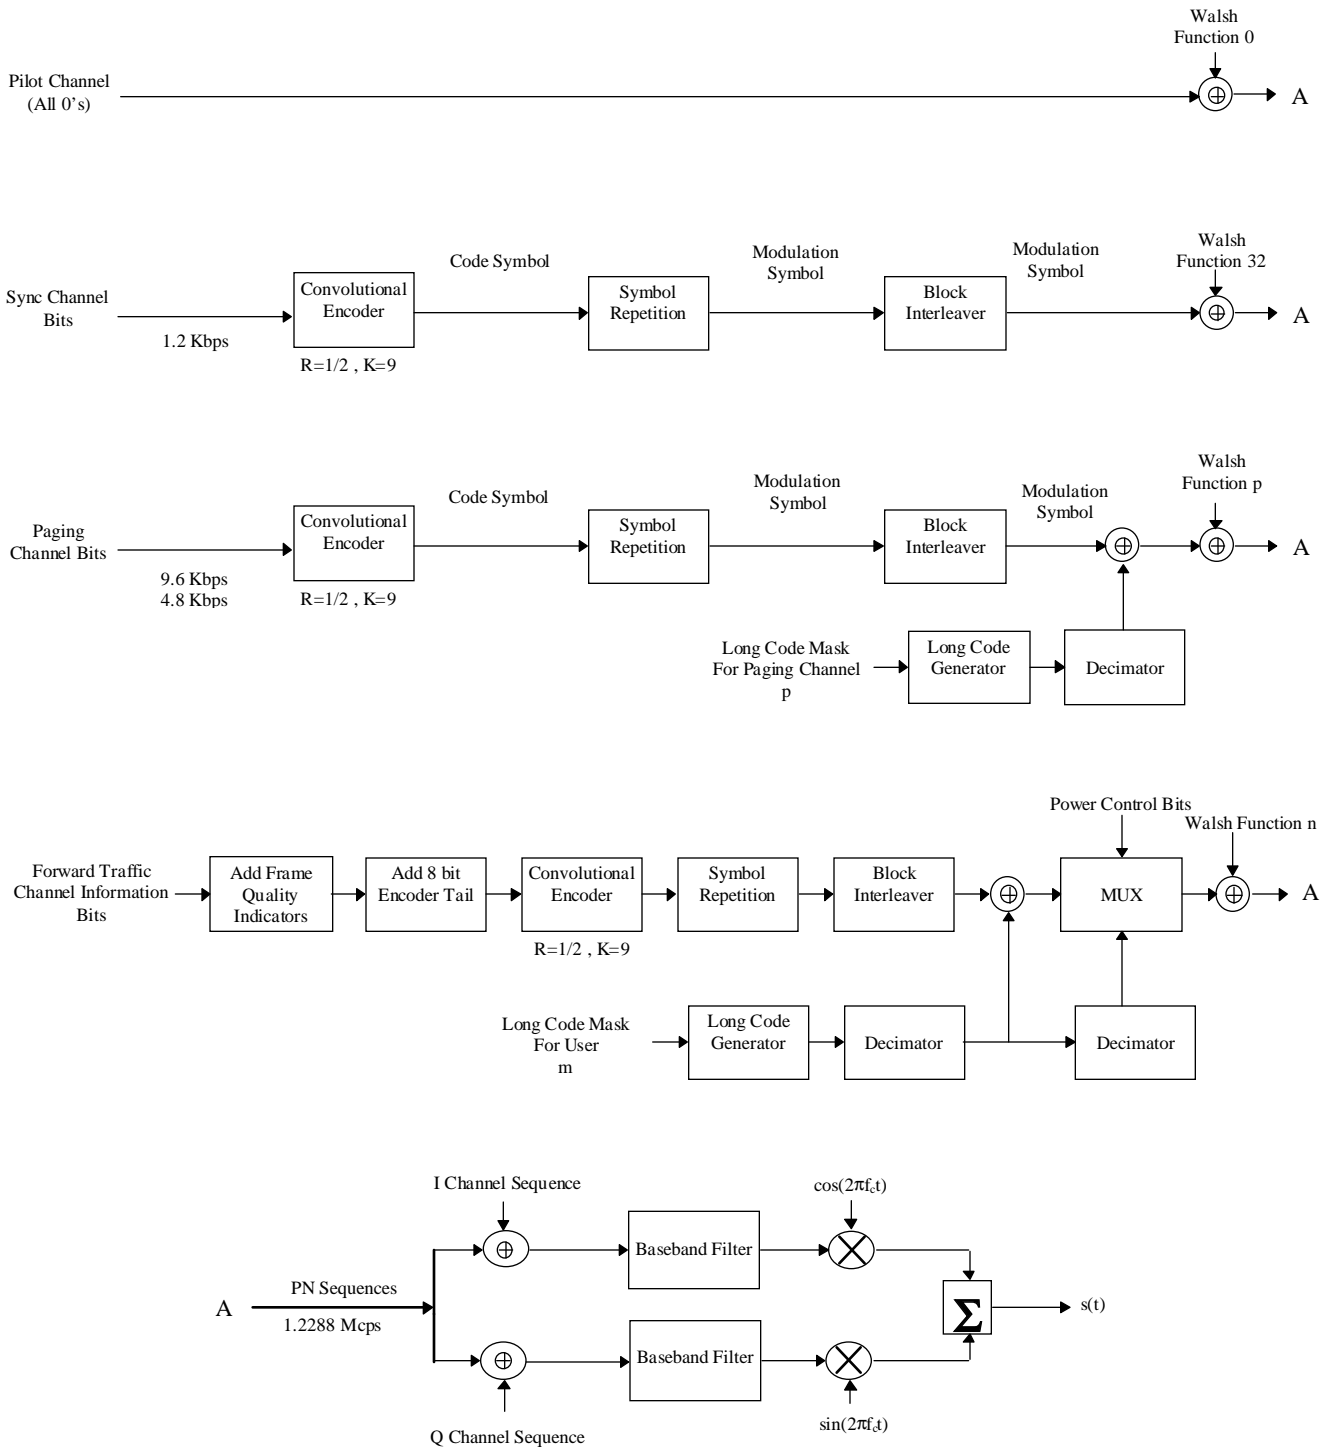 Walsh
Function 0
Pilot Channel
(All 0's)
⊕
A
Code Symbol
Modulation
Symbol
Modulation
Symbol
Walsh
Function 32
Sync Channel
Bits
1.2 Kbps
Convolutional
Encoder
R=1/2 , K=9
Symbol
Repetition
Block
Interleaver
⊕
A
Code Symbol
Modulation
Symbol
Modulation
Symbol
Walsh
Function p
Paging
Channel Bits
9.6 Kbps
4.8 Kbps
Convolutional
Encoder
R=1/2 , K=9
Symbol
Repetition
Block
Interleaver
⊕
⊕
A
Long Code Mask
For Paging Channel
p
Long Code
Generator
Decimator
Power Control Bits
Walsh Function n
Forward Traffic
Channel Information
Bits
Add Frame
Quality
Indicators
Add 8 bit
Encoder Tail
Convolutional
Encoder
R=1/2 , K=9
Symbol
Repetition
Block
Interleaver
⊕
MUX
⊕
A
Long Code Mask
For User
m
Long Code
Generator
Decimator
Decimator
I Channel Sequence
cos(2πfct)
⊕
Baseband Filter
A
PN Sequences
1.2288 Mcps
Σ
s(t)
⊕
Baseband Filter
Q Channel Sequence
sin(2πfct)